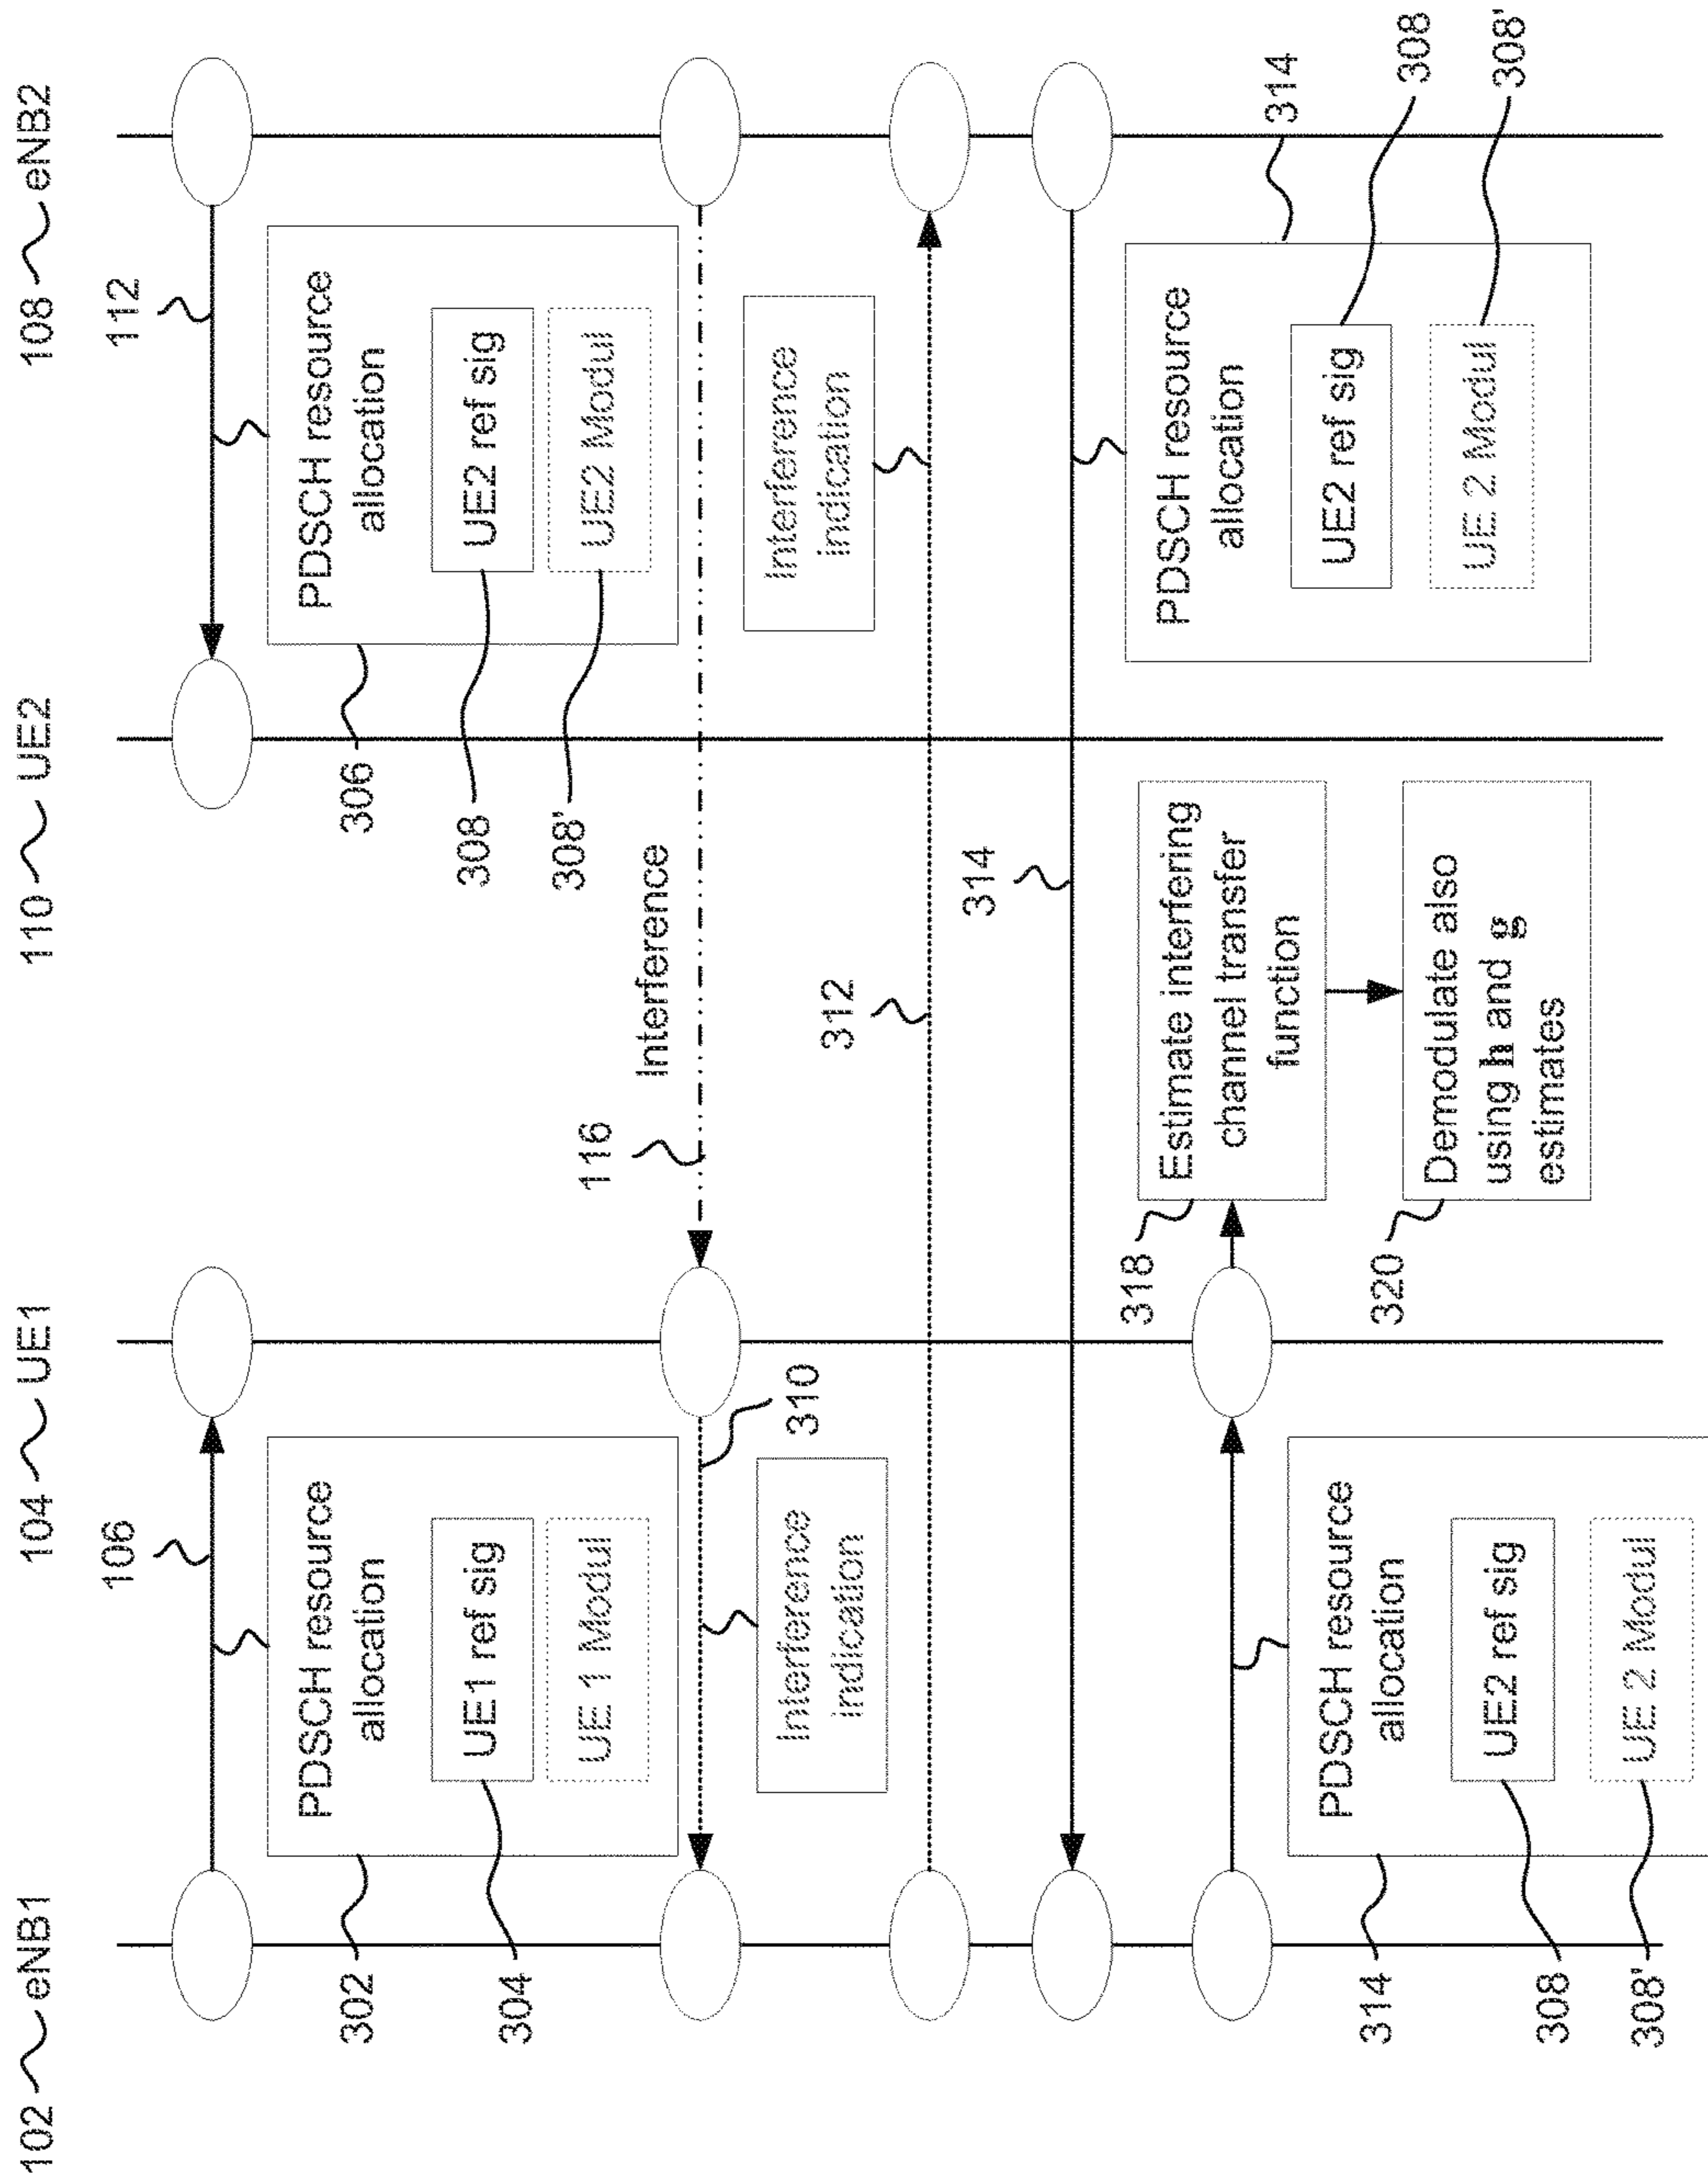 102 eNB1
104 UE1
110 UE2
108 eNB2
106
112
PDSCH resource
allocation
UE1 ref sig
UE 1 Modul
302
304
PDSCH resource
allocation
UE2 ref sig
UE2 Modul
306
308
308'
Interference
116
310
Interference
indication
Interference
indication
312
314
PDSCH resource
allocation
UE2 ref sig
UE 2 Modul
314
308
308'
318
Estimate interfering
channel transfer
function
320
Demodulate also
using h and g
estimates
PDSCH resource
allocation
UE2 ref sig
UE 2 Modul
314
308
308'